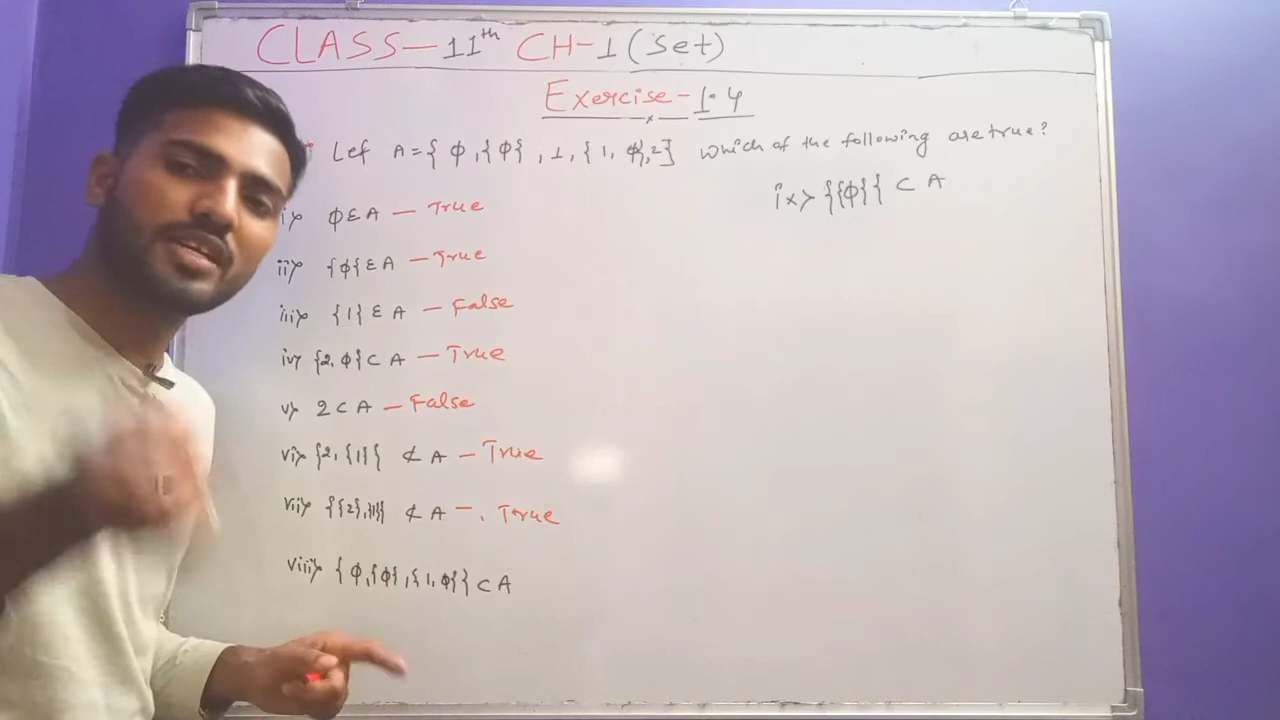 CLASS—11th CH-1 (Set)
Exercise-1.4
Let A={ ϕ,{ϕ} ,1,{1, ϕ},2} Which of the following are true?
i> ϕ ε A — True
ii> {ϕ{ ε A — True
iii> {1} ε A — False
iv> {2, ϕ} ⊂ A — True
v> 2 ⊂ A — False
vi> {2, {1}{ ⊄ A — True
vii> {{2},{1}} ⊄ A — . True
viii> { ϕ,{ϕ} ,{ 1, ϕ}} ⊂ A
ix> {{ϕ}{ ⊂ A